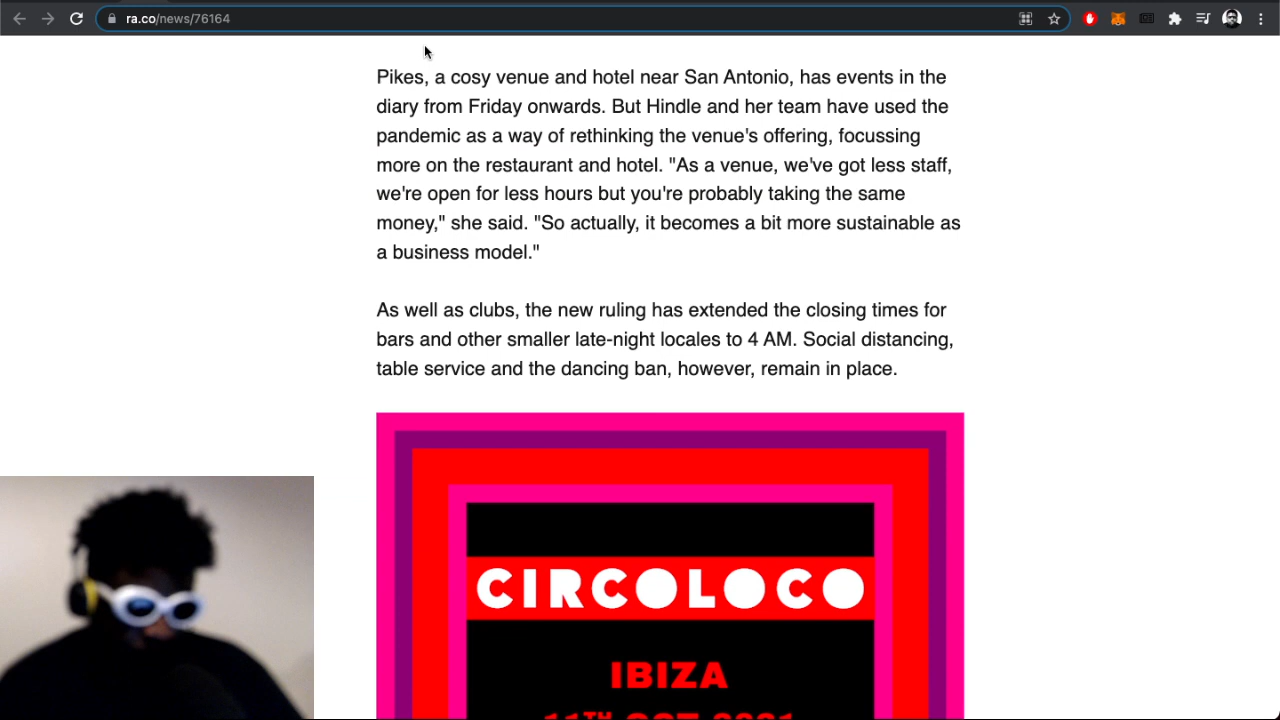 ra.co/news/76164
Pikes, a cosy venue and hotel near San Antonio, has events in the
diary from Friday onwards. But Hindle and her team have used the
pandemic as a way of rethinking the venue's offering, focussing
more on the restaurant and hotel. "As a venue, we've got less staff,
we're open for less hours but you're probably taking the same
money," she said. "So actually, it becomes a bit more sustainable as
a business model."
As well as clubs, the new ruling has extended the closing times for
bars and other smaller late-night locales to 4 AM. Social distancing,
table service and the dancing ban, however, remain in place.
CIRCOLOCO
IBIZA
11TH OCT 2021